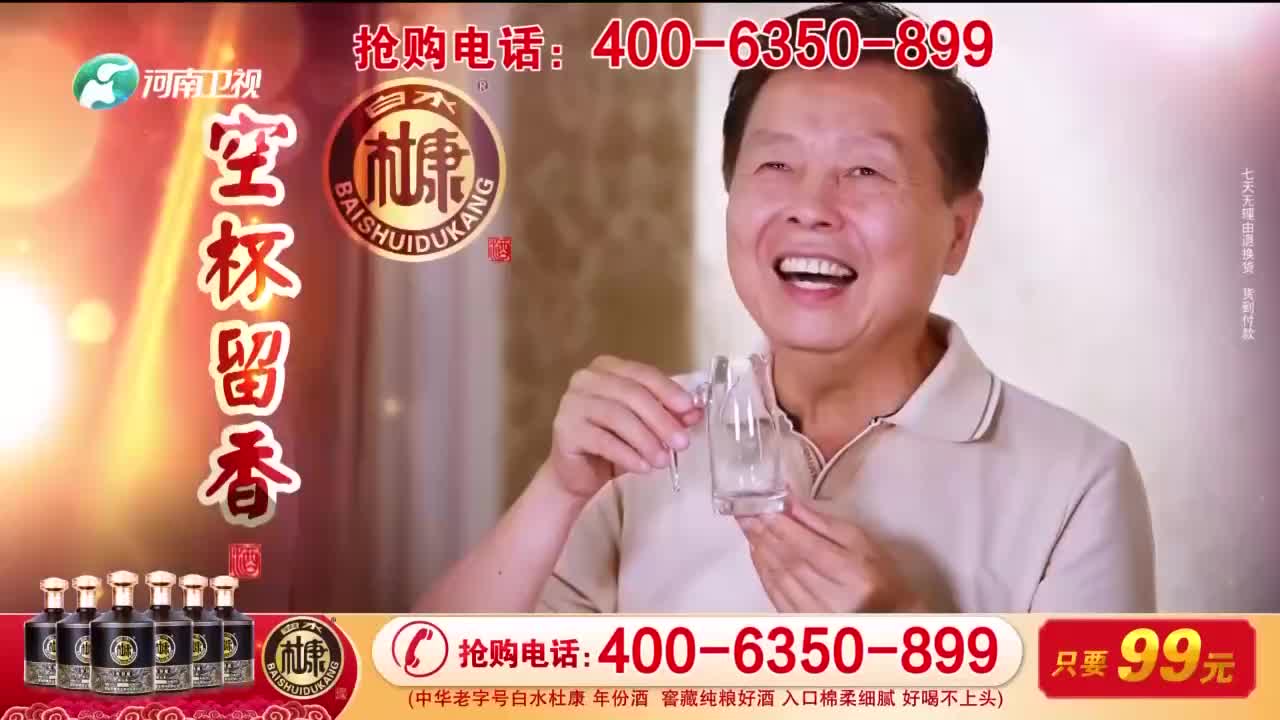 抢购电话：400-6350-899
河南卫视
白水
杜康
BAISHUIDUKANG
酒
空杯留香
酒
七天无理由退换货 货到付款
白水
杜康
BAISHUIDUKANG
抢购电话:400-6350-899
(中华老字号白水杜康 年份酒 窖藏纯粮好酒 入口棉柔细腻 好喝不上头)
只要99元